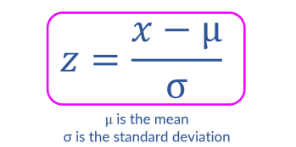 z = (x − μ) / σ
μ is the mean
σ is the standard deviation